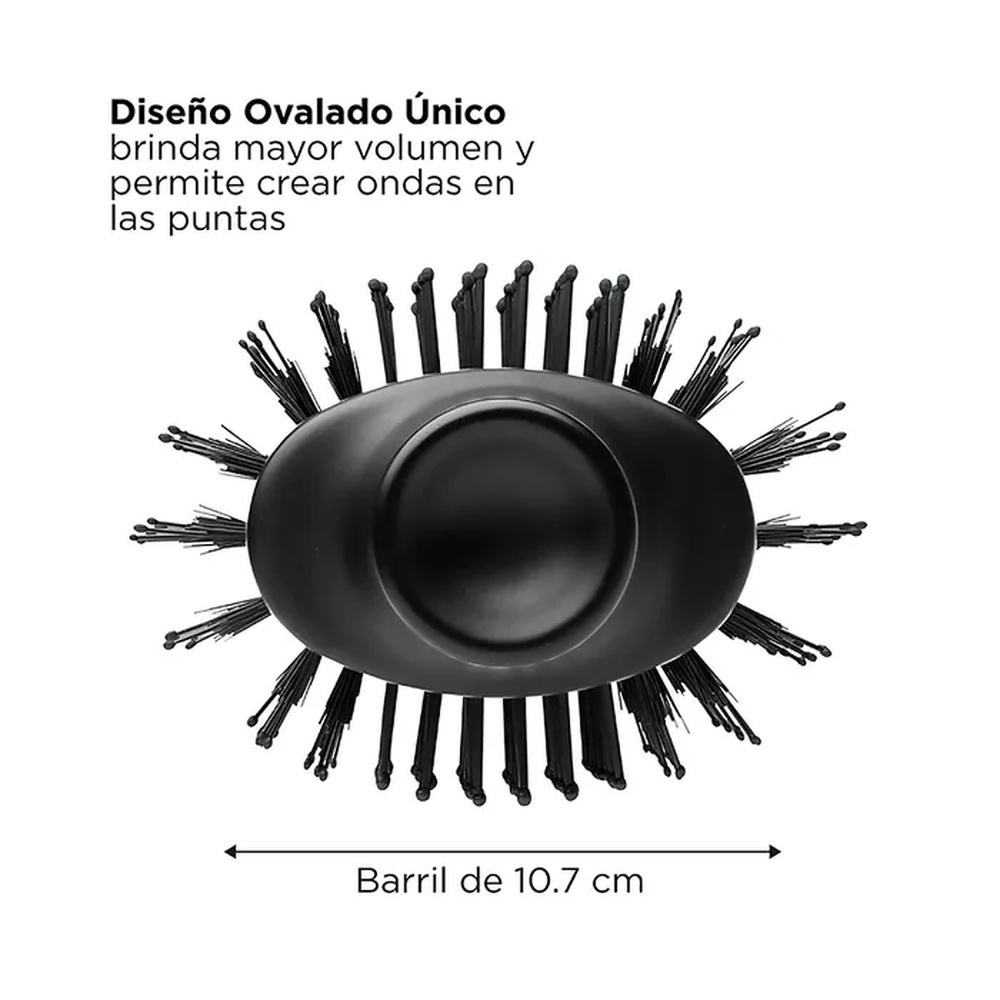 Diseño Ovalado Único
brinda mayor volumen y
permite crear ondas en
las puntas
Barril de 10.7 cm